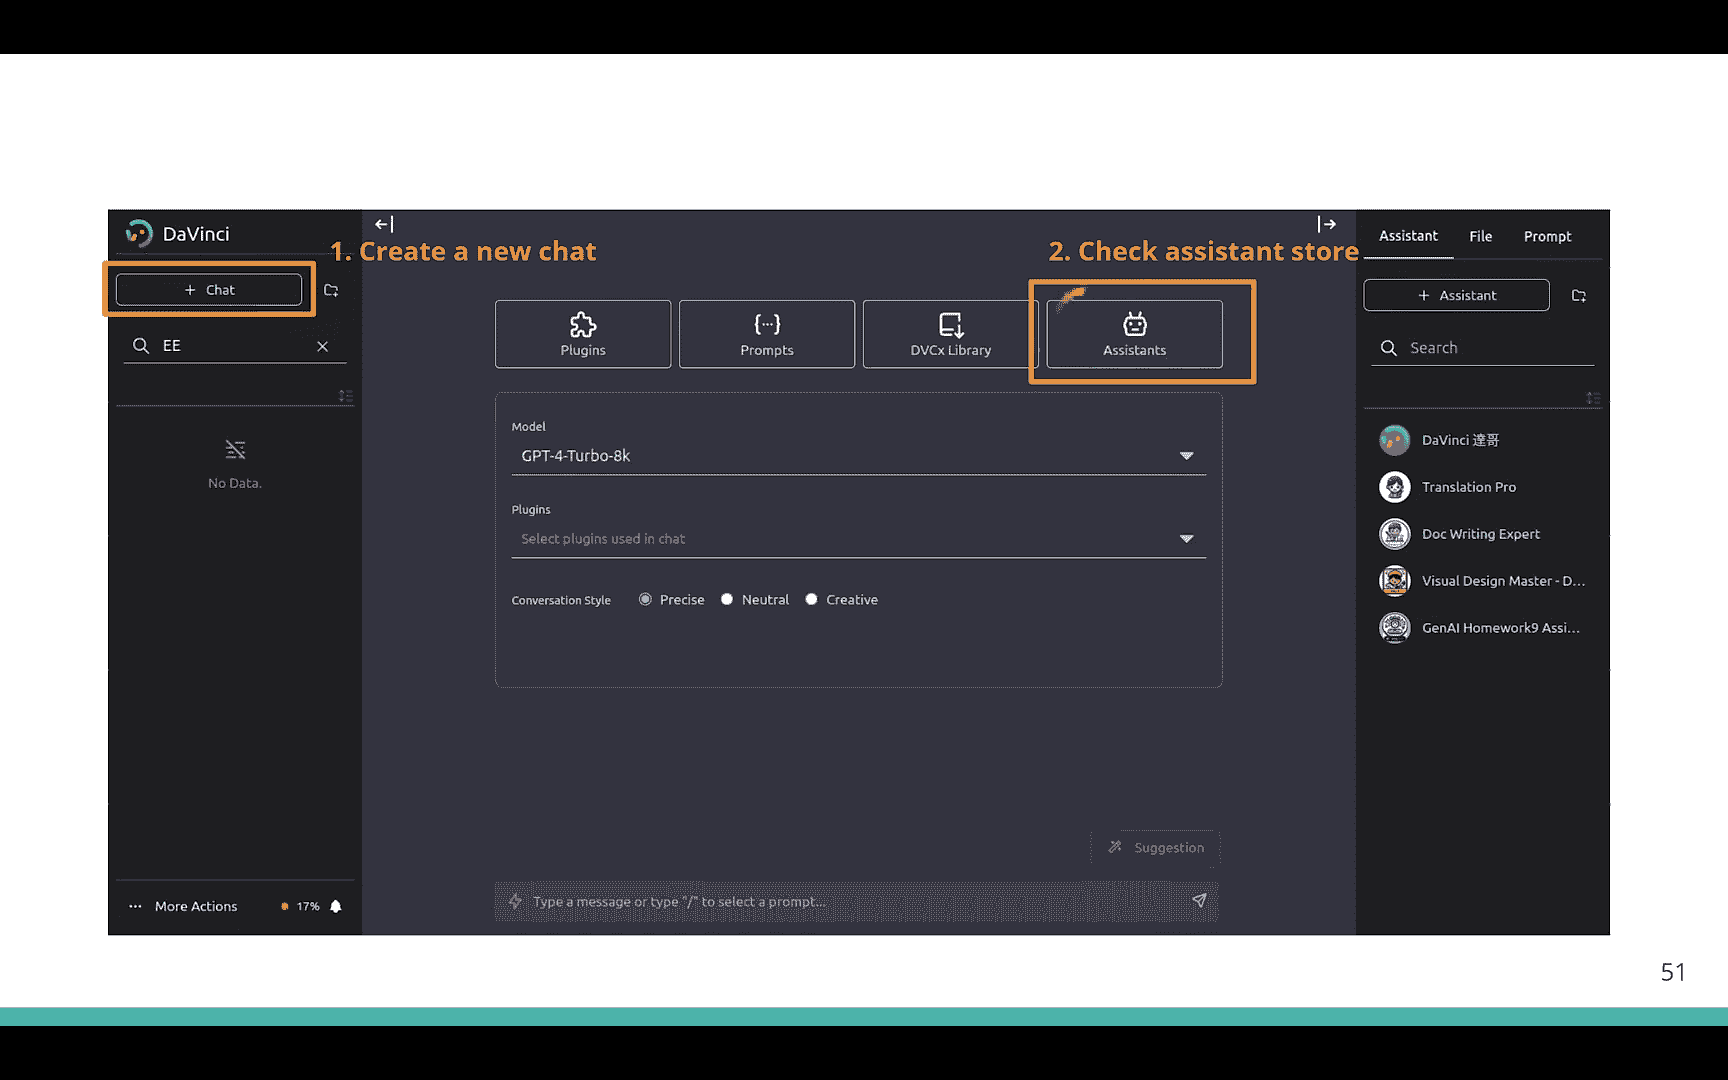 DaVinci
1. Create a new chat
2. Check assistant store
+ Chat
EE
No Data.
More Actions
17%
Plugins
Prompts
DVCx Library
Assistants
Model
GPT-4-Turbo-8k
Plugins
Select plugins used in chat
Conversation Style
Precise
Neutral
Creative
Suggestion
Type a message or type "/" to select a prompt...
Assistant
File
Prompt
+ Assistant
Search
DaVinci 達哥
Translation Pro
Doc Writing Expert
Visual Design Master - D...
GenAI Homework9 Assi...
51